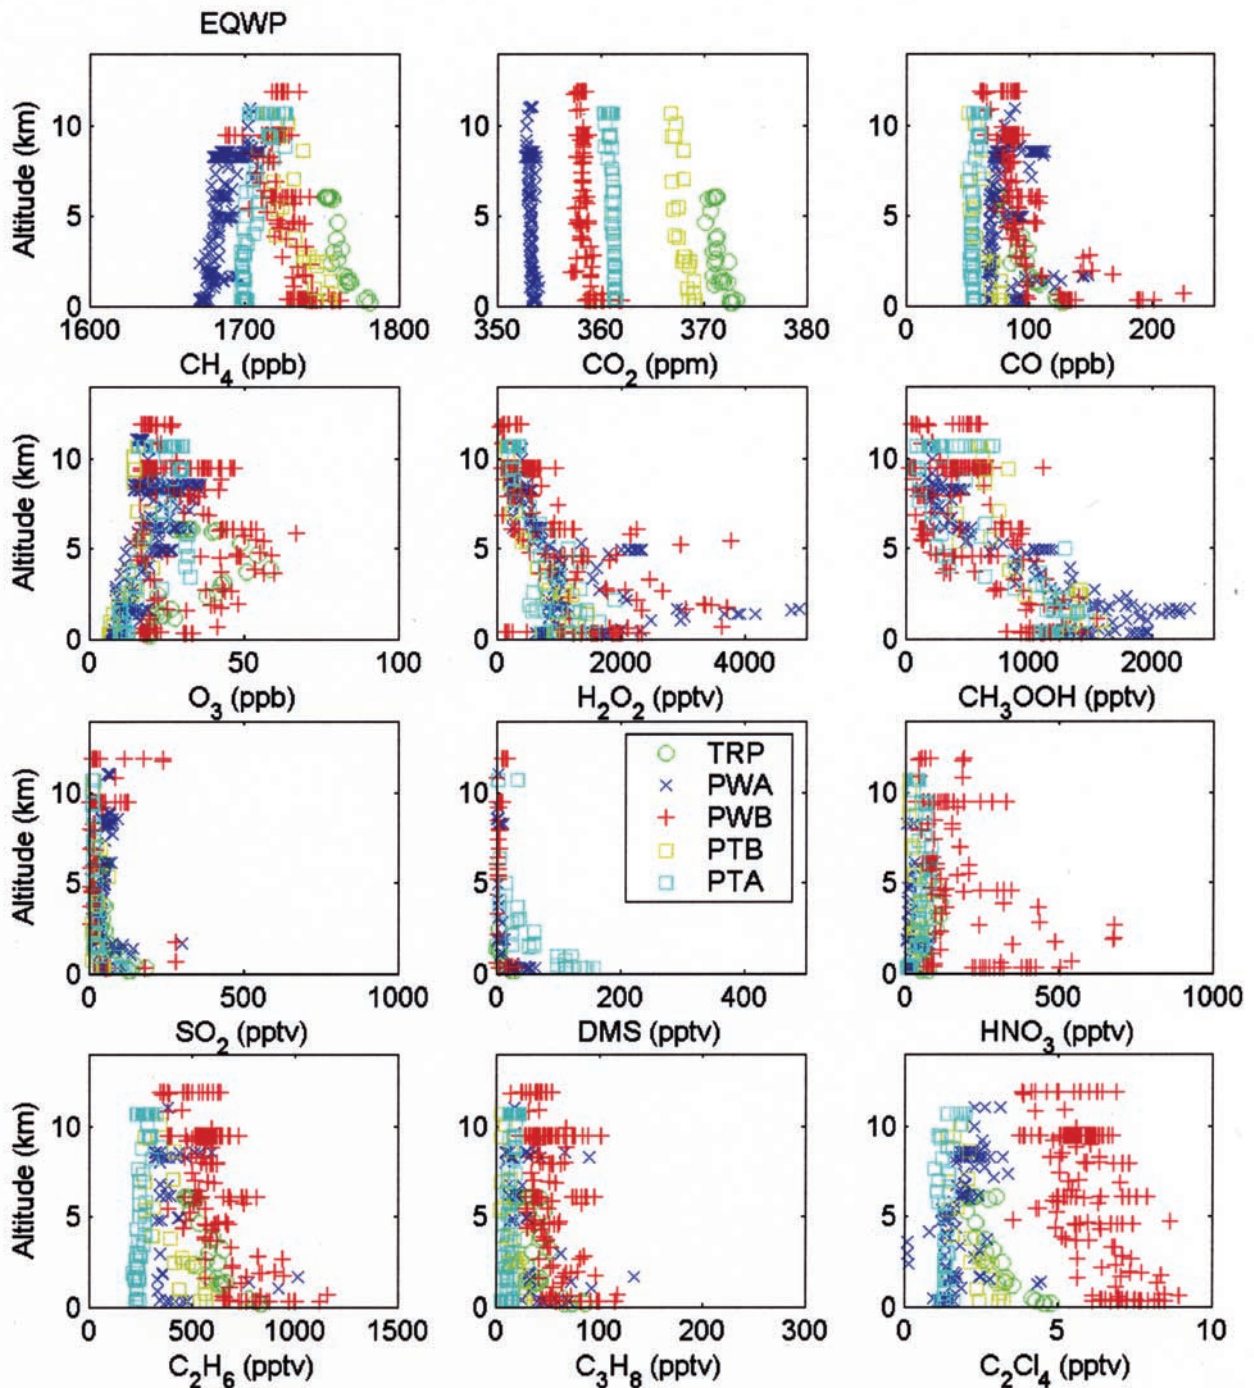 EQWP
Altitude (km)
10
5
0
1600 1700 1800
CH4 (ppb)
350 360 370 380
CO2 (ppm)
10
5
0
0 100 200
CO (ppb)
Altitude (km)
10
5
0
0 50 100
O3 (ppb)
10
5
0
0 2000 4000
H2O2 (pptv)
10
5
0
0 1000 2000
CH3OOH (pptv)
Altitude (km)
10
5
0
0 500 1000
SO2 (pptv)
10
5
0
0 200 400
DMS (pptv)
TRP
PWA
PWB
PTB
PTA
10
5
0
0 500 1000
HNO3 (pptv)
Altitude (km)
10
5
0
0 500 1000 1500
C2H6 (pptv)
10
5
0
0 100 200 300
C3H8 (pptv)
10
5
0
0 5 10
C2Cl4 (pptv)